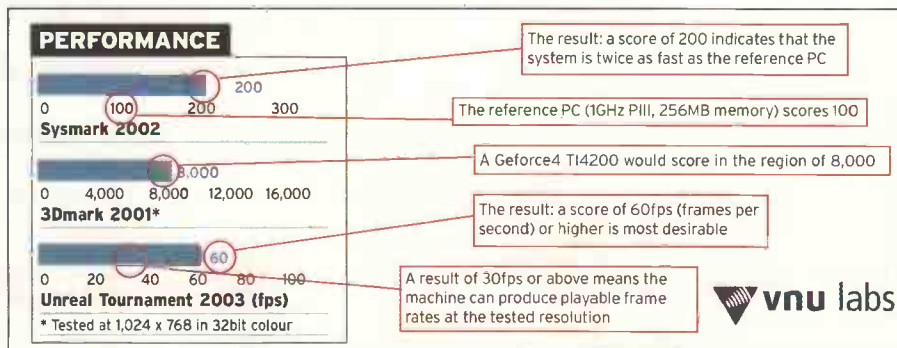 PERFORMANCE
200
0 100 200 300
Sysmark 2002
8,000
0 4,000 8,000 12,000 16,000
3Dmark 2001*
60
0 20 40 60 80 100
Unreal Tournament 2003 (fps)
* Tested at 1,024 x 768 in 32bit colour
The result: a score of 200 indicates that the
system is twice as fast as the reference PC
The reference PC (1GHz PIII, 256MB memory) scores 100
A Geforce4 TI4200 would score in the region of 8,000
The result: a score of 60fps (frames per
second) or higher is most desirable
A result of 30fps or above means the
machine can produce playable frame
rates at the tested resolution
vnu labs